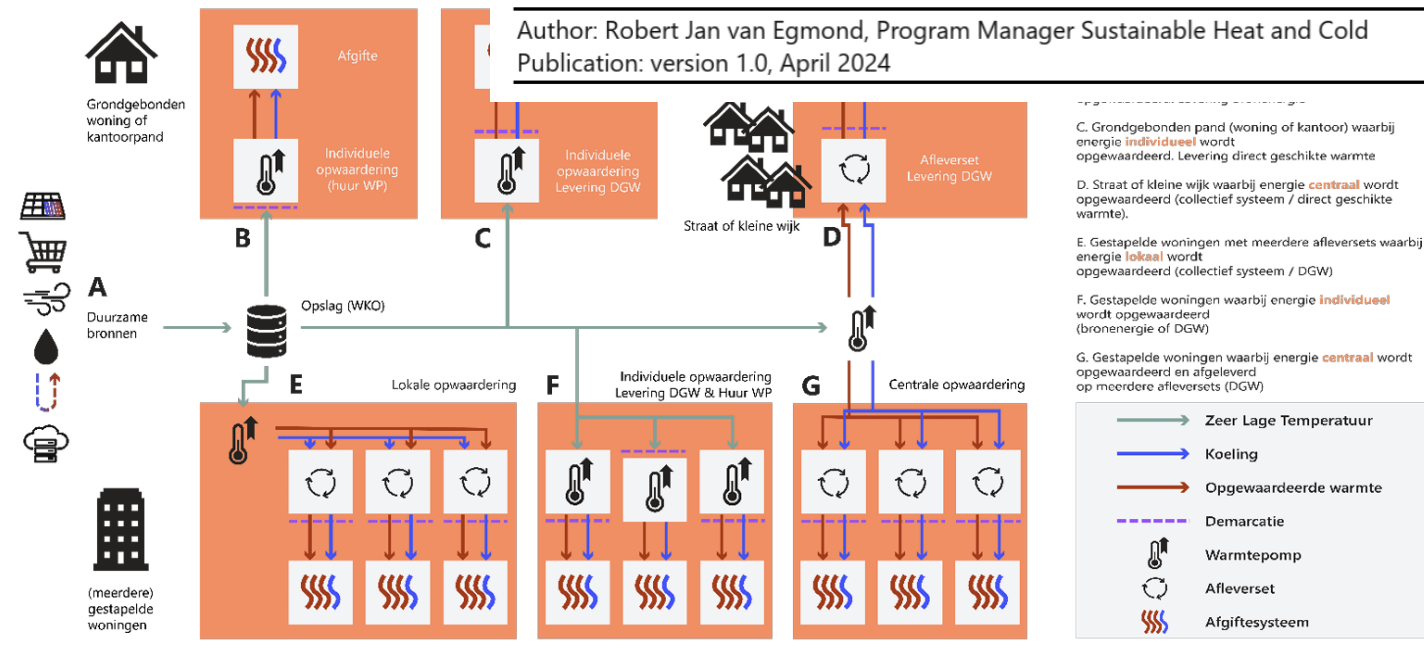 Author: Robert Jan van Egmond, Program Manager Sustainable Heat and Cold
Publication: version 1.0, April 2024
Grondgebonden
woning of
kantoorpand
Afgifte
Individuele
opwaardering
(huur WP)
Individuele
opwaardering
Levering DGW
Afleverset
Levering DGW
Straat of kleine wijk
B
C
D
A
Duurzame
bronnen
Opslag (WKO)
E
Lokale opwaardering
F
Individuele opwaardering
Levering DGW & Huur WP
G
Centrale opwaardering
(meerdere)
gestapelde
woningen
C. Grondgebonden pand (woning of kantoor) waarbij
energie individueel wordt
opgewaardeerd. Levering direct geschikte warmte
D. Straat of kleine wijk waarbij energie centraal wordt
opgewaardeerd (collectief systeem / direct geschikte
warmte).
E. Gestapelde woningen met meerdere afleversets waarbij
energie lokaal wordt
opgewaardeerd (collectief systeem / DGW)
F. Gestapelde woningen waarbij energie individueel
wordt opgewaardeerd
(bronenergie of DGW)
G. Gestapelde woningen waarbij energie centraal wordt
opgewaardeerd en afgeleverd
op meerdere afleversets (DGW)
Zeer Lage Temperatuur
Koeling
Opgewaardeerde warmte
Demarcatie
Warmtepomp
Afleverset
Afgiftesysteem